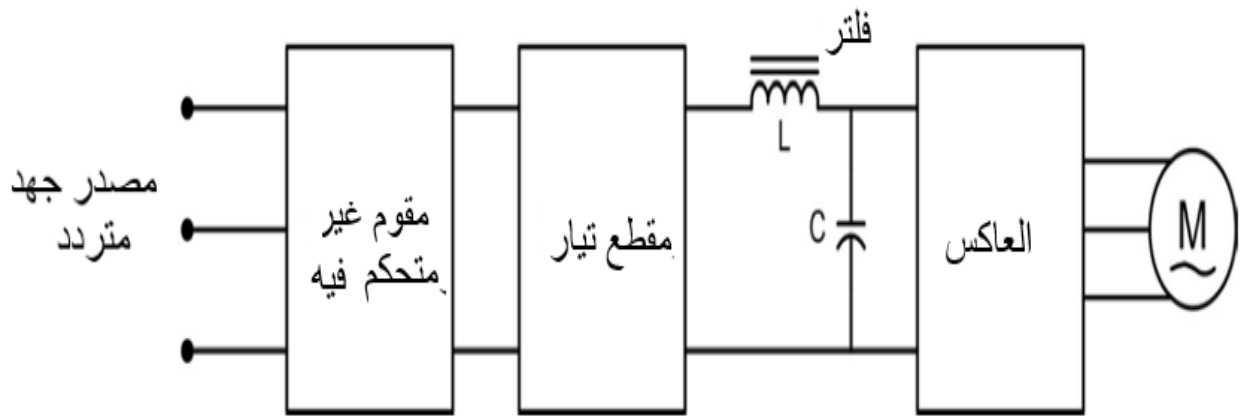 فلتر
L
مصدر جهد
متردد
مقوم غير
متحكم فيه
مقطع تيار
C
العاكس
M